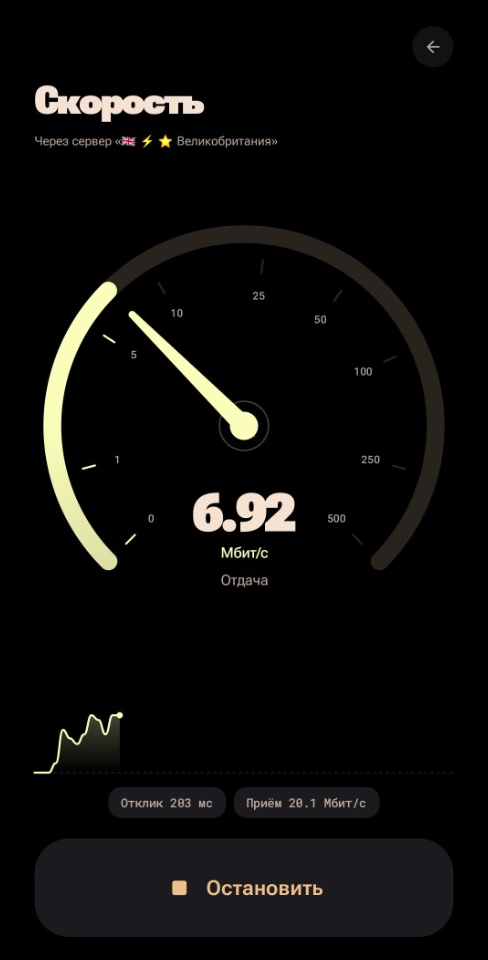 Скорость
Через сервер «🇬🇧 ⚡ ⭐ Великобритания»
25
10
50
5
100
1
250
0
500
6.92
Мбит/с
Отдача
Отклик 203 мс
Приём 20.1 Мбит/с
Остановить